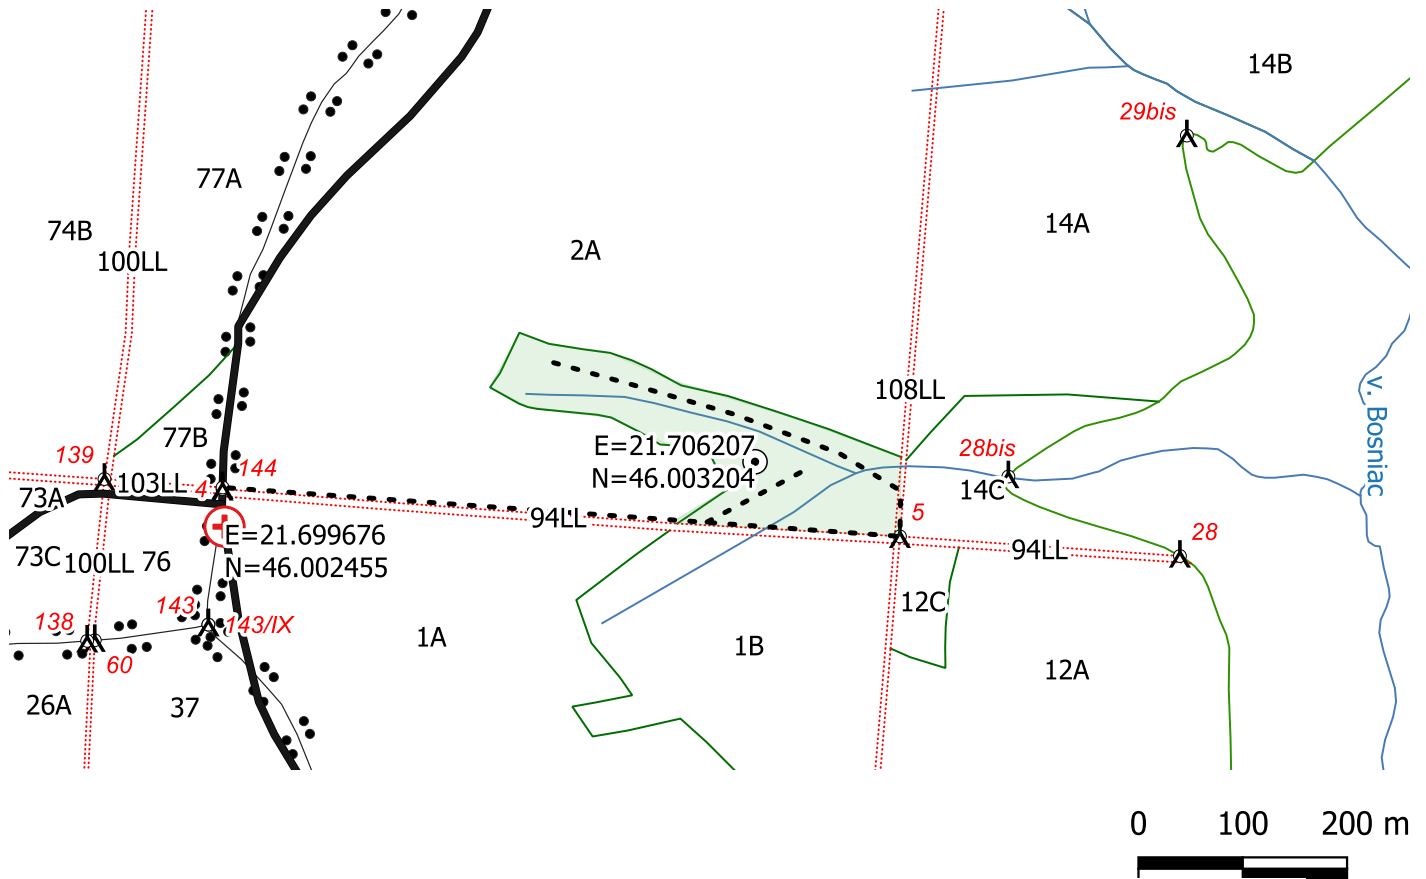 14B
29bis
77A
74B
14A
2A
100LL
108LL
v. Bosniac
77B
28bis
E=21.706207
N=46.003204
139
144
103LL
4
14C
73A
5
94LL
28
E=21.699676
94LL
73C
100LL
76
N=46.002455
12C
143
138
143/IX
1A
1B
60
12A
26A
37
0 100 200 m